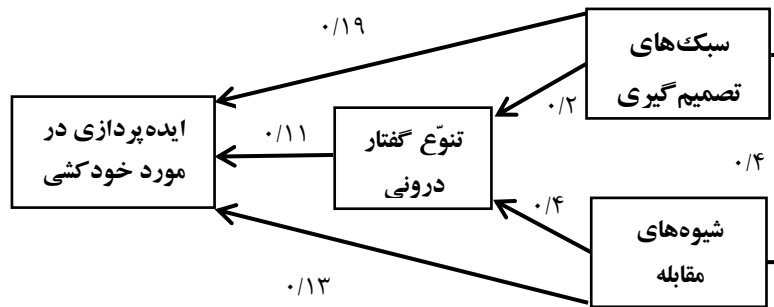 سبک‌های
تصمیم‌گیری
۰/۱۹
۰/۲
ایده‌پردازی در
مورد خودکشی
۰/۱۱
تنوّع گفتار
درونی
۰/۴
۰/۴
شیوه‌های
مقابله
۰/۱۳